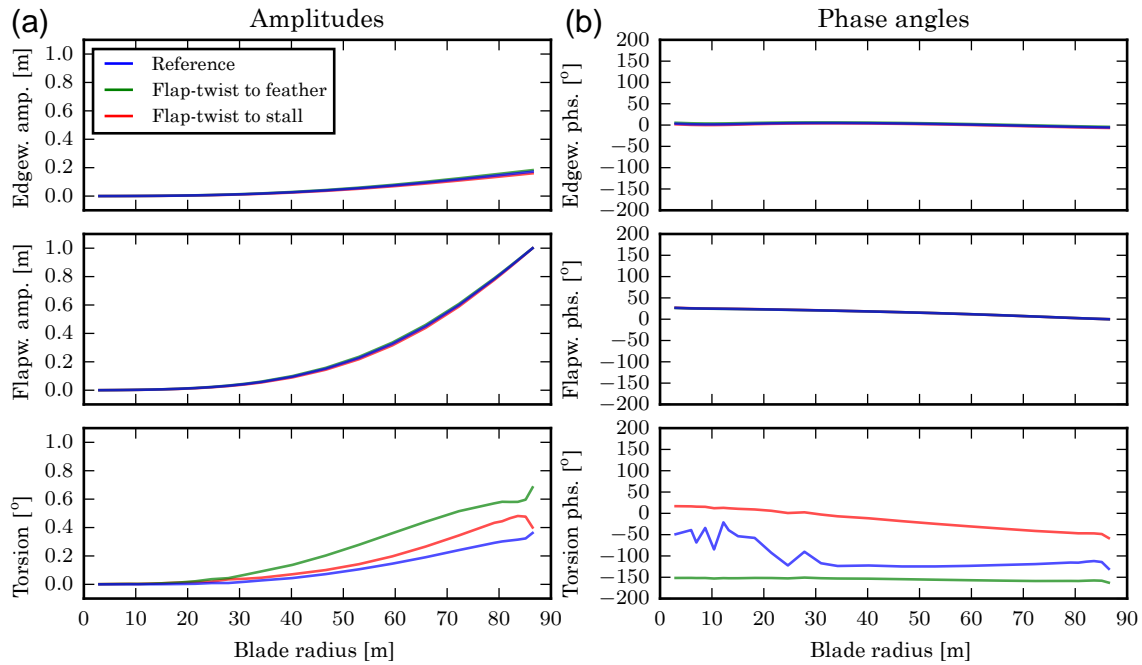 (a)
Amplitudes
Edgew. amp. [m]
1.0
0.8
0.6
0.4
0.2
0.0
Reference
Flap-twist to feather
Flap-twist to stall
Flapw. amp. [m]
1.0
0.8
0.6
0.4
0.2
0.0
Torsion [°]
1.0
0.8
0.6
0.4
0.2
0.0
0 10 20 30 40 50 60 70 80 90
Blade radius [m]
(b)
Phase angles
Edgew. phs. [°]
200
150
100
50
0
−50
−100
−150
−200
Flapw. phs. [°]
200
150
100
50
0
−50
−100
−150
−200
Torsion phs. [°]
200
150
100
50
0
−50
−100
−150
−200
0 10 20 30 40 50 60 70 80 90
Blade radius [m]